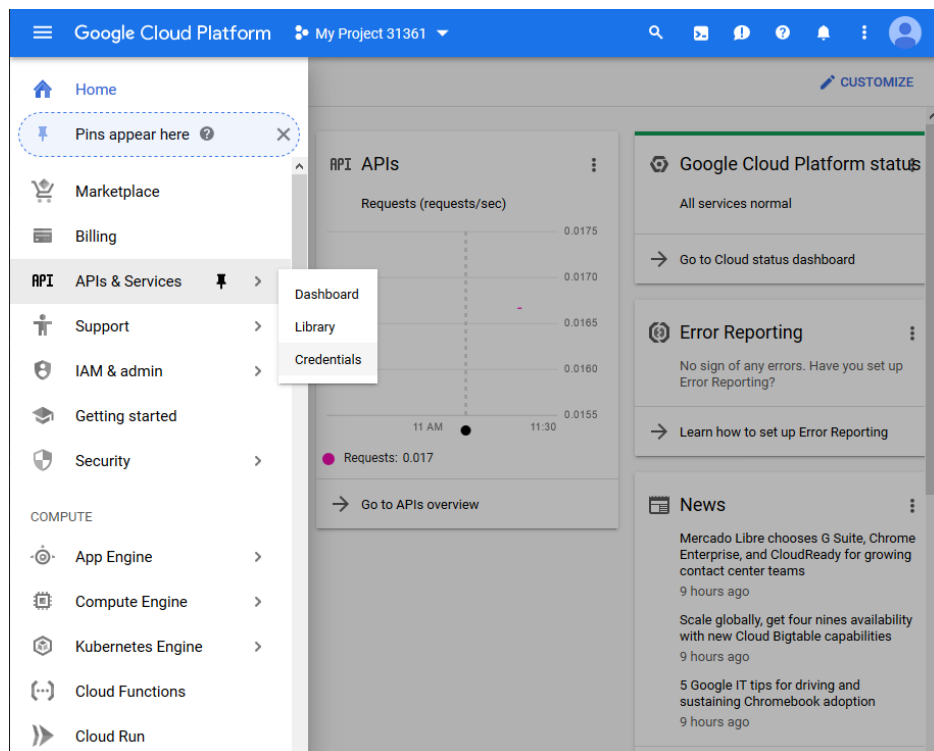 Google Cloud Platform
My Project 31361
Home
Pins appear here
Marketplace
Billing
API APIs & Services
Support
IAM & admin
Getting started
Security
COMPUTE
App Engine
Compute Engine
Kubernetes Engine
Cloud Functions
Cloud Run
Dashboard
Library
Credentials
CUSTOMIZE
API APIs
Requests (requests/sec)
0.0175
0.0170
0.0165
0.0160
0.0155
11 AM
11:30
Requests: 0.017
Go to APIs overview
Google Cloud Platform status
All services normal
Go to Cloud status dashboard
Error Reporting
No sign of any errors. Have you set up
Error Reporting?
Learn how to set up Error Reporting
News
Mercado Libre chooses G Suite, Chrome
Enterprise, and CloudReady for growing
contact center teams
9 hours ago
Scale globally, get four nines availability
with new Cloud Bigtable capabilities
9 hours ago
5 Google IT tips for driving and
sustaining Chromebook adoption
9 hours ago